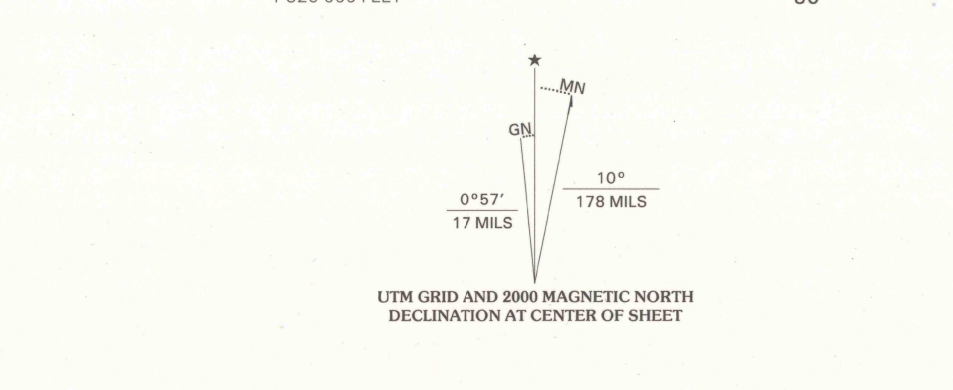 ★
MN
GN
0°57′
17 MILS
10°
178 MILS
UTM GRID AND 2000 MAGNETIC NORTH
DECLINATION AT CENTER OF SHEET